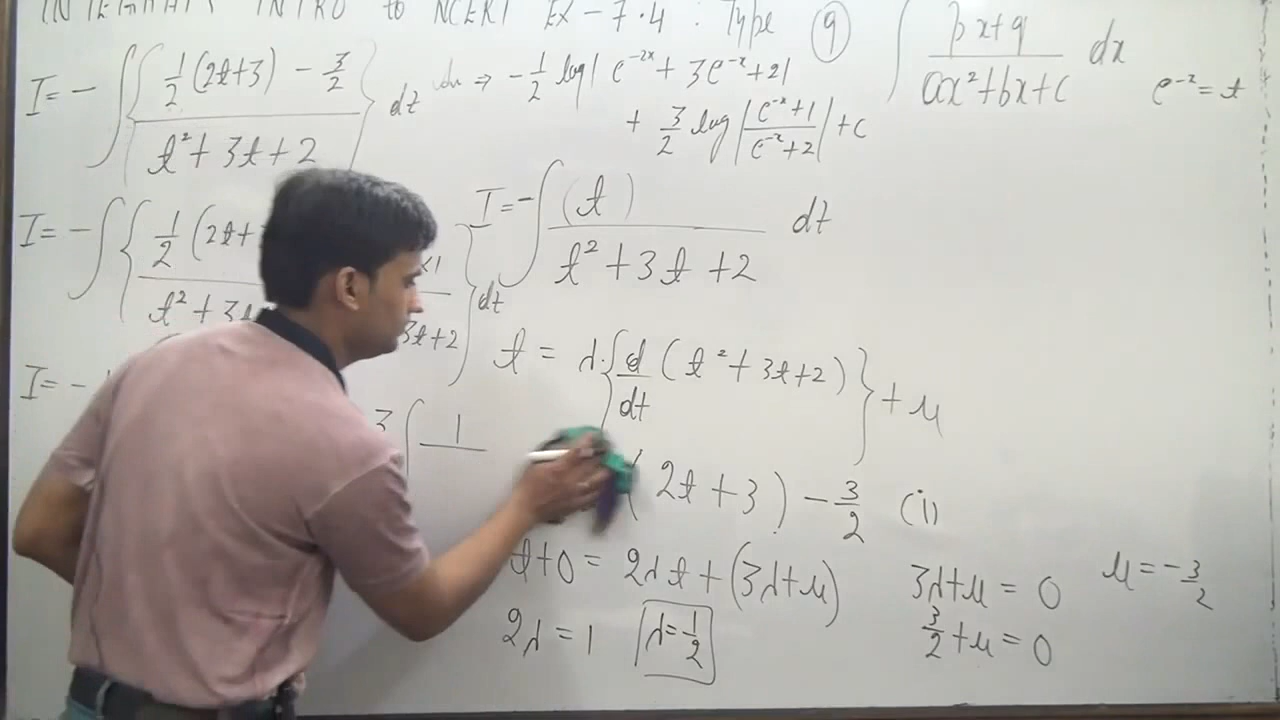 INTRO to NCERT EX-7.4 : Type ⑨ ∫ px+q / ax²+bx+c dx
e⁻ˣ = t
I = - ∫ { ½(2t+3) - 3/2 / t²+3t+2 } dt
⇒ -½ log| e⁻²ˣ + 3e⁻ˣ + 2|
+ 3/2 log | e⁻ˣ+1 / e⁻ˣ+2 | + c
I = - ∫ { ½ (2t+ / t² + 3 ×1 / 3t+2 } dt
I = - ∫ (t) / t² + 3t + 2 dt
t = λ. { d/dt ( t² + 3t+2 ) } + μ
I = -
3 ∫ 1
( 2t + 3 ) - 3/2 (i)
t+0 = 2λt + (3λ+μ)
3λ+μ = 0
μ = -3/2
2λ = 1
λ = 1/2
3/2 + μ = 0